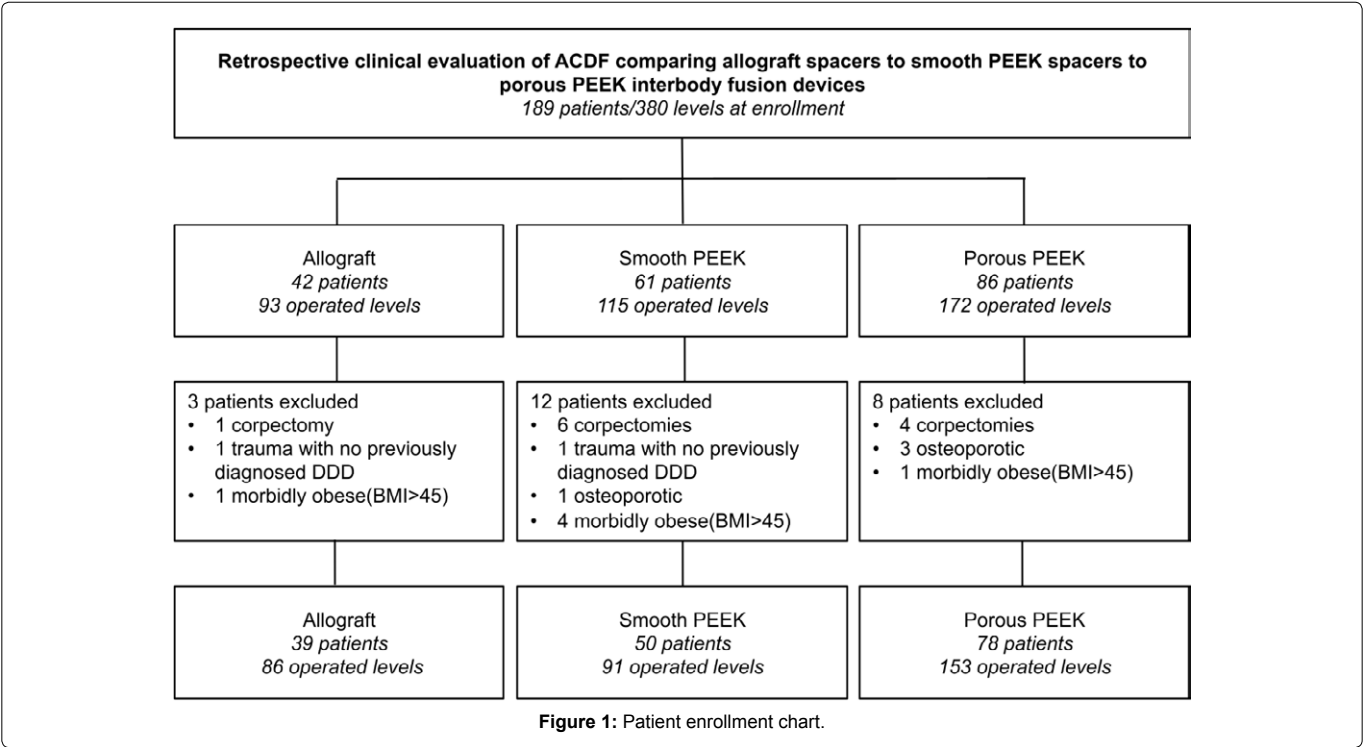 Retrospective clinical evaluation of ACDF comparing allograft spacers to smooth PEEK spacers to
porous PEEK interbody fusion devices
189 patients/380 levels at enrollment
Allograft
42 patients
93 operated levels
Smooth PEEK
61 patients
115 operated levels
Porous PEEK
86 patients
172 operated levels
3 patients excluded
• 1 corpectomy
• 1 trauma with no previously
diagnosed DDD
• 1 morbidly obese(BMI>45)
12 patients excluded
• 6 corpectomies
• 1 trauma with no previously
diagnosed DDD
• 1 osteoporotic
• 4 morbidly obese(BMI>45)
8 patients excluded
• 4 corpectomies
• 3 osteoporotic
• 1 morbidly obese(BMI>45)
Allograft
39 patients
86 operated levels
Smooth PEEK
50 patients
91 operated levels
Porous PEEK
78 patients
153 operated levels
Figure 1: Patient enrollment chart.